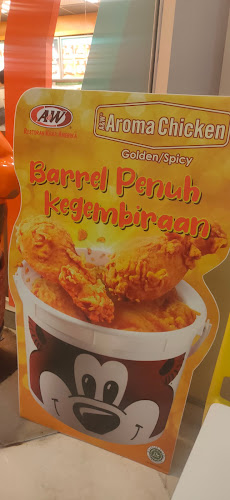 A&W
A&W Aroma Chicken
Golden/Spicy
Barrel Penuh
Kegembiraan